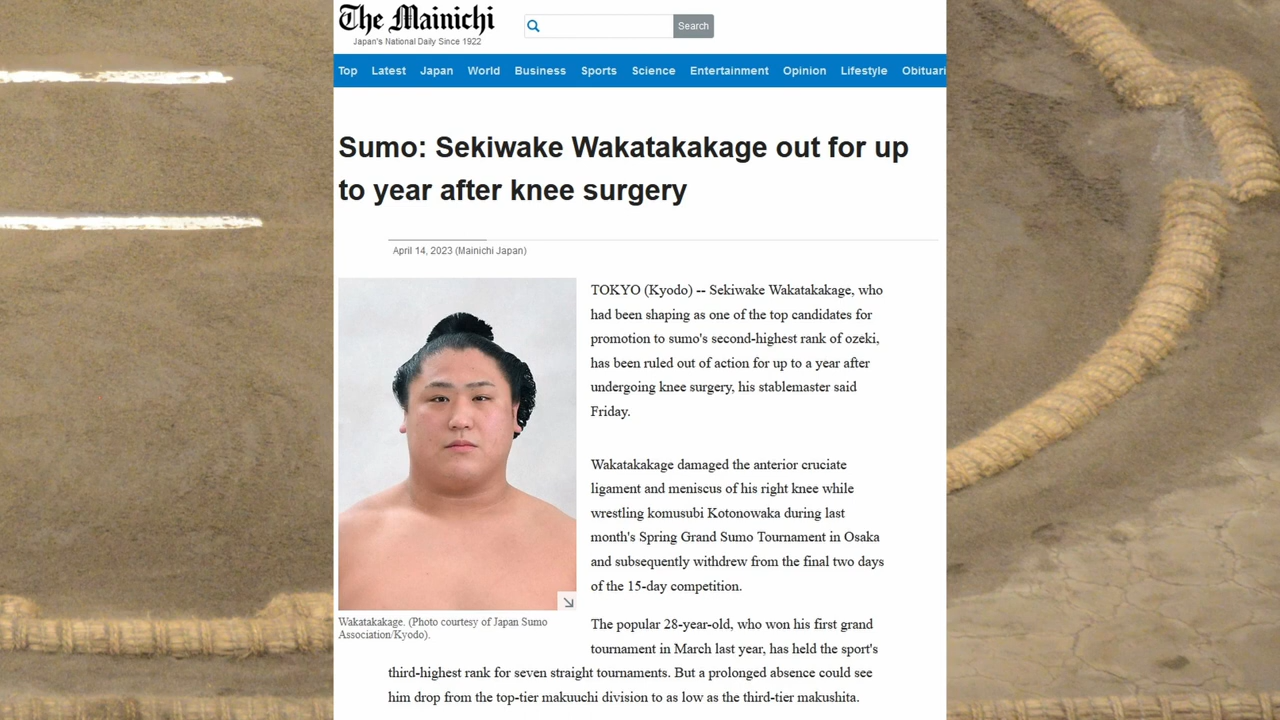 The Mainichi
Japan's National Daily Since 1922
Search
Top Latest Japan World Business Sports Science Entertainment Opinion Lifestyle Obituari
Sumo: Sekiwake Wakatakakage out for up
to year after knee surgery
April 14, 2023 (Mainichi Japan)
TOKYO (Kyodo) -- Sekiwake Wakatakakage, who
had been shaping as one of the top candidates for
promotion to sumo's second-highest rank of ozeki,
has been ruled out of action for up to a year after
undergoing knee surgery, his stablemaster said
Friday.
Wakatakakage damaged the anterior cruciate
ligament and meniscus of his right knee while
wrestling komusubi Kotonowaka during last
month's Spring Grand Sumo Tournament in Osaka
and subsequently withdrew from the final two days
of the 15-day competition.
Wakatakakage. (Photo courtesy of Japan Sumo
Association/Kyodo).
The popular 28-year-old, who won his first grand
tournament in March last year, has held the sport's
third-highest rank for seven straight tournaments. But a prolonged absence could see
him drop from the top-tier makuuchi division to as low as the third-tier makushita.